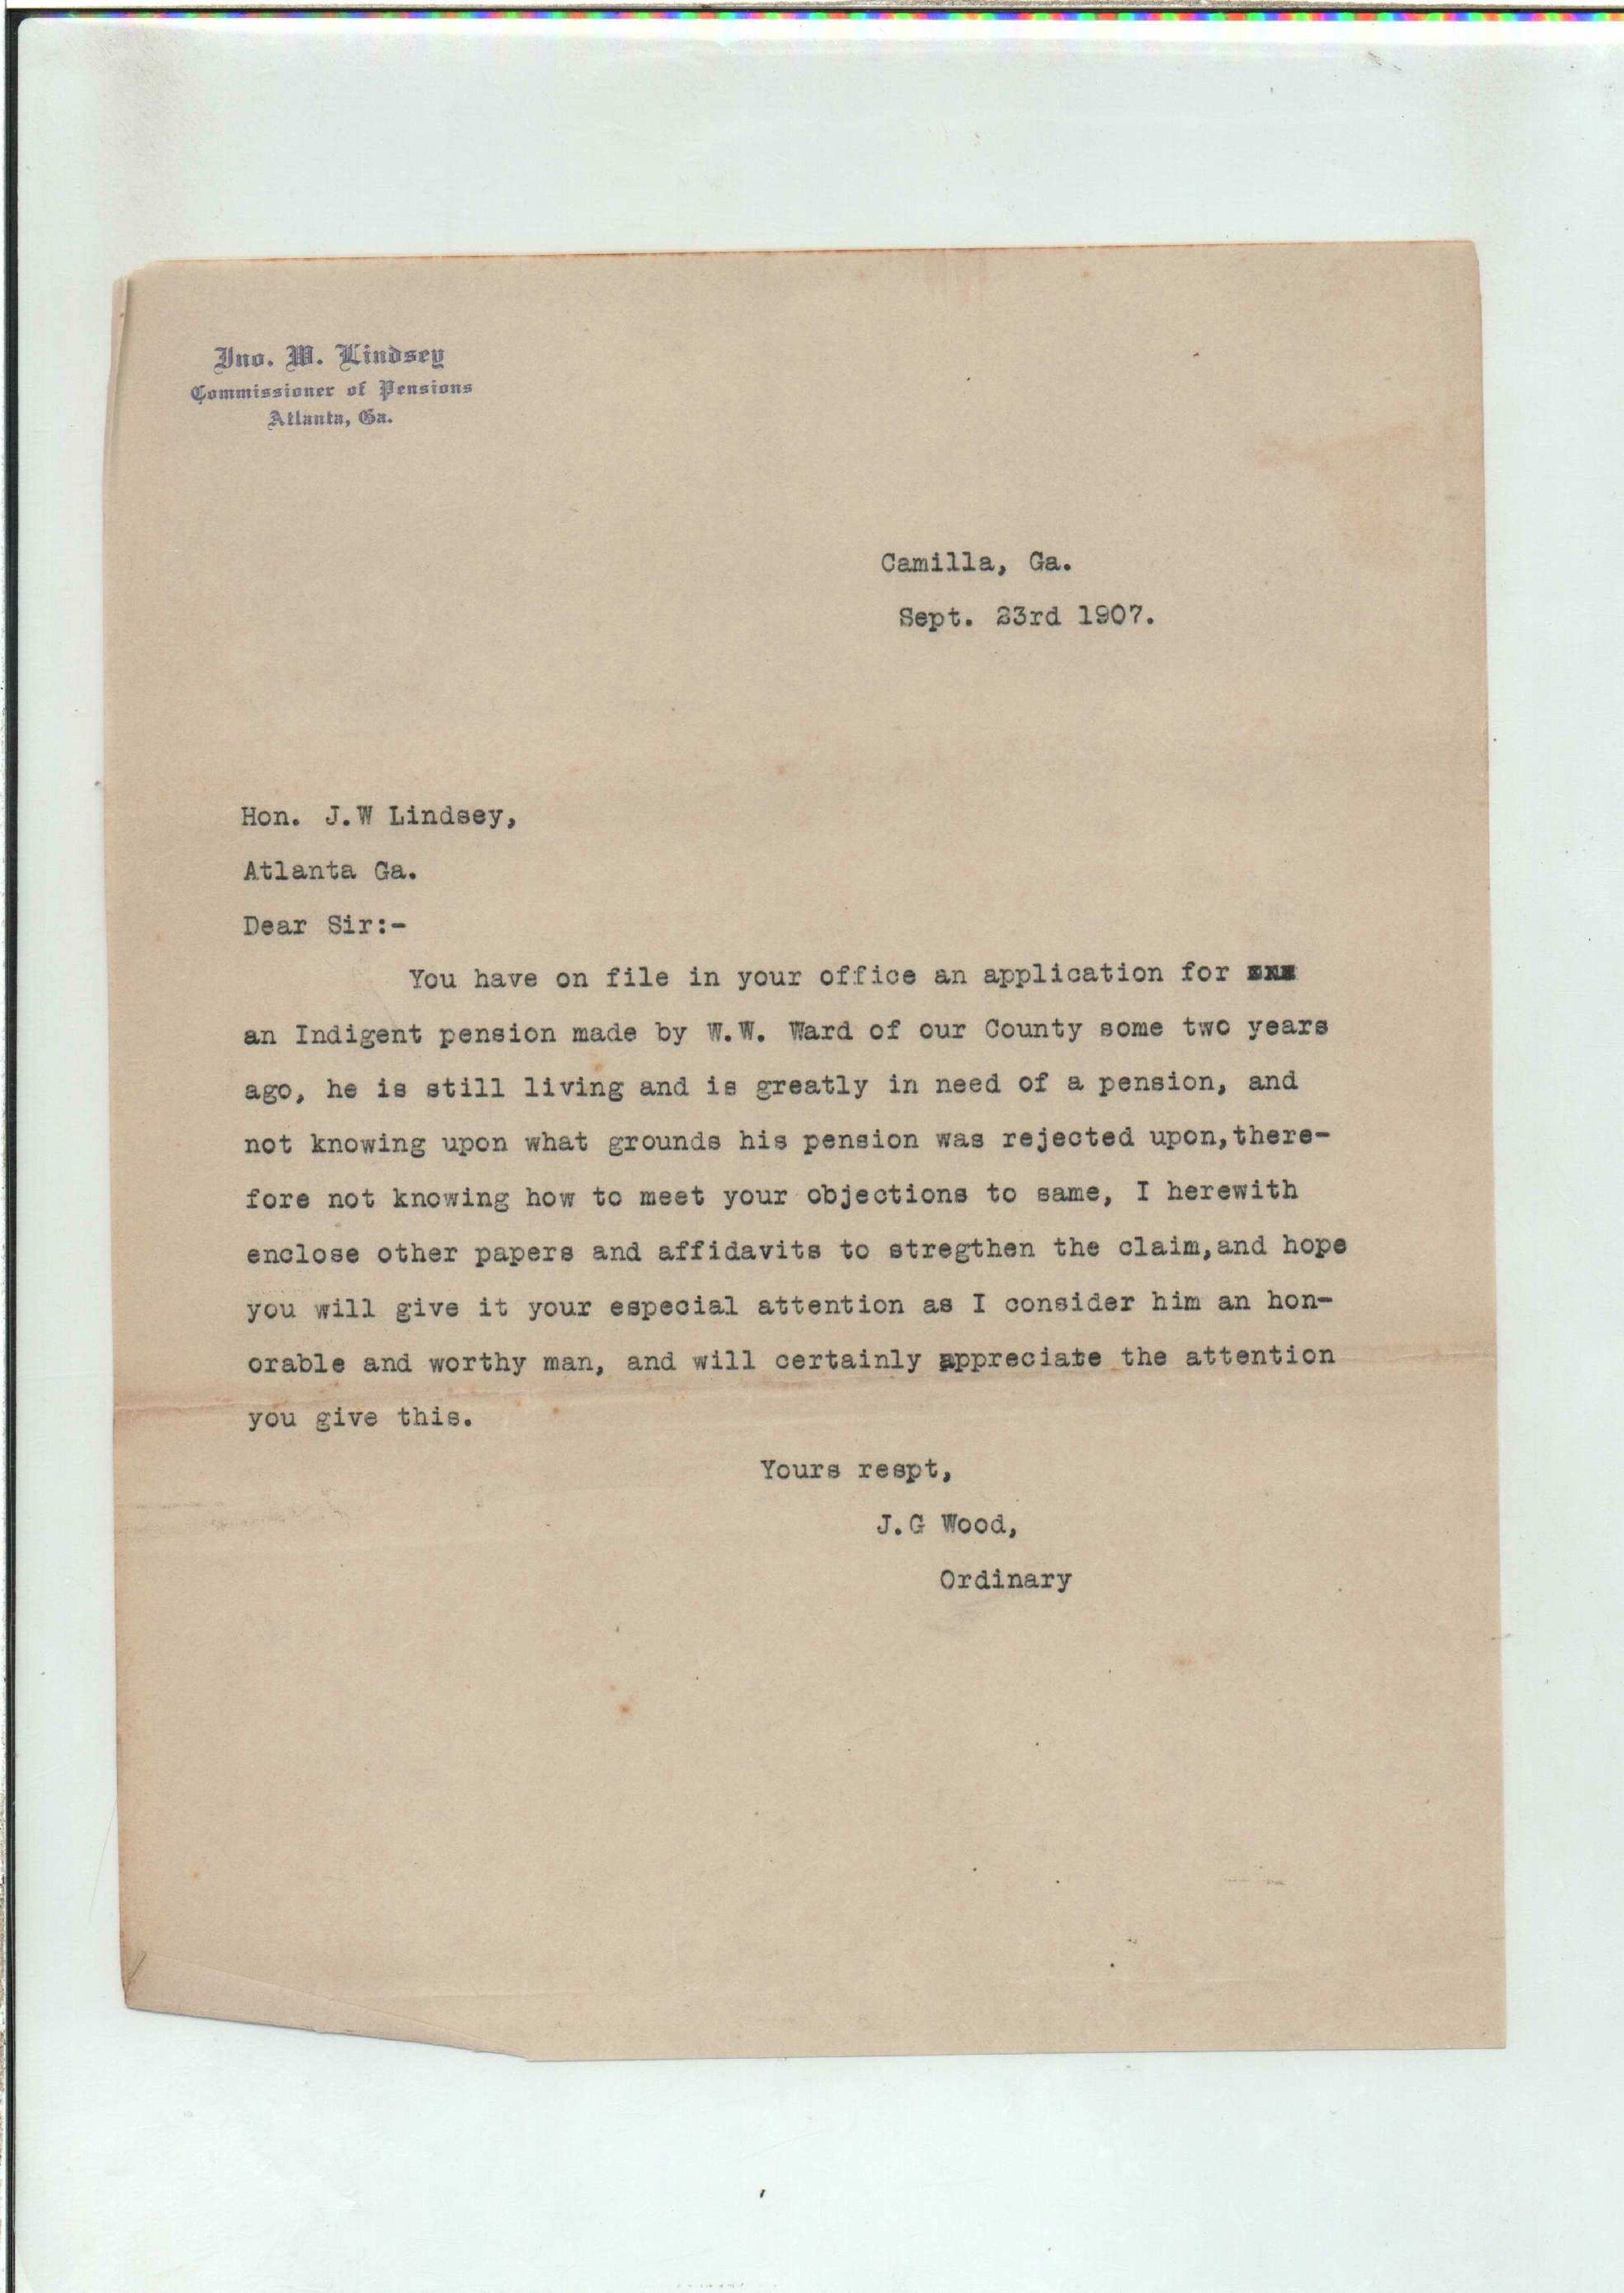 Jno. W. Lindsey
Commissioner of Pensions
Atlanta, Ga.
Camilla, Ga.
Sept. 23rd 1907.
Hon. J.W Lindsey,
Atlanta Ga.
Dear Sir:-
You have on file in your office an application for
an Indigent pension made by W.W. Ward of our County some two years
ago, he is still living and is greatly in need of a pension, and
not knowing upon what grounds his pension was rejected upon,there-
fore not knowing how to meet your objections to same, I herewith
enclose other papers and affidavits to stregthen the claim,and hope
you will give it your especial attention as I consider him an hon-
orable and worthy man, and will certainly appreciate the attention
you give this.
Yours respt,
J.G Wood,
Ordinary